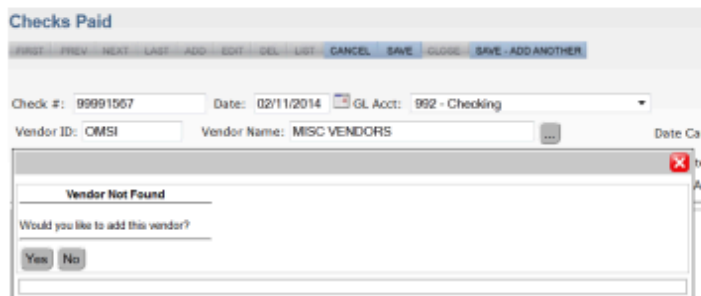 Checks Paid
FIRST PREV NEXT LAST ADD EDIT DEL LIST CANCEL SAVE CLOSE SAVE - ADD ANOTHER
Check #: 99991567 Date: 02/11/2014 GL Acct: 992 - Checking
Vendor ID: OMSI Vendor Name: MISC VENDORS ... Date Ca
Vendor Not Found
Would you like to add this vendor?
Yes No